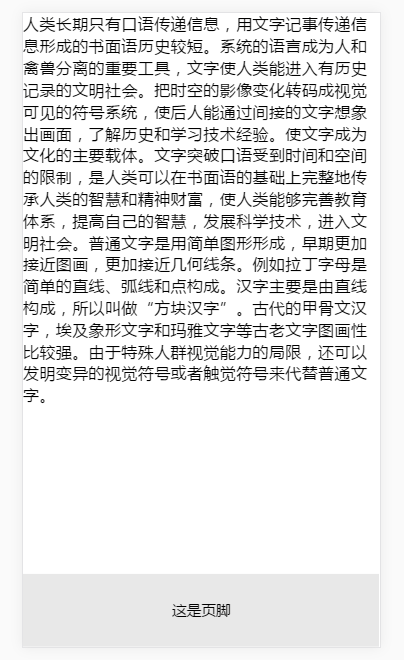 人类长期只有口语传递信息，用文字记事传递信
息形成的书面语历史较短。系统的语言成为人和
禽兽分离的重要工具，文字使人类能进入有历史
记录的文明社会。把时空的影像变化转码成视觉
可见的符号系统，使后人能通过间接的文字想象
出画面，了解历史和学习技术经验。使文字成为
文化的主要载体。文字突破口语受到时间和空间
的限制，是人类可以在书面语的基础上完整地传
承人类的智慧和精神财富，使人类能够完善教育
体系，提高自己的智慧，发展科学技术，进入文
明社会。普通文字是用简单图形形成，早期更加
接近图画，更加接近几何线条。例如拉丁字母是
简单的直线、弧线和点构成。汉字主要是由直线
构成，所以叫做“方块汉字”。古代的甲骨文汉
字，埃及象形文字和玛雅文字等古老文字图画性
比较强。由于特殊人群视觉能力的局限，还可以
发明变异的视觉符号或者触觉符号来代替普通文
字。
这是页脚